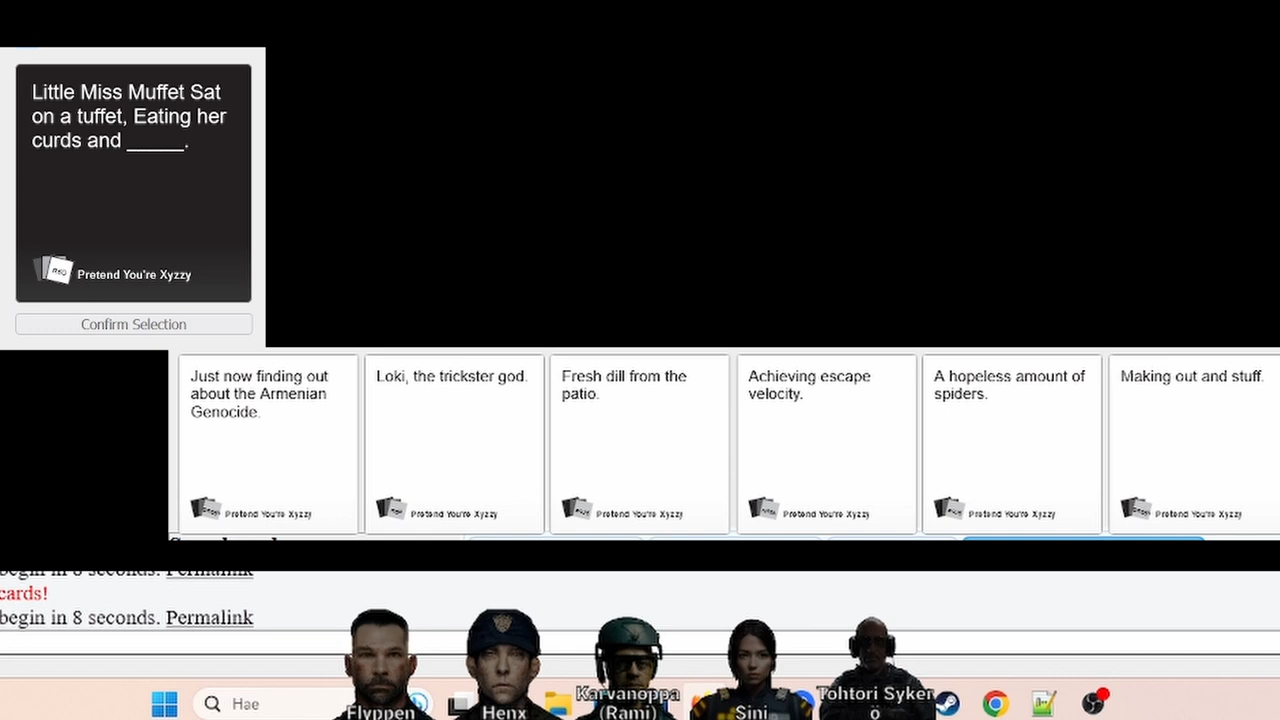 Little Miss Muffet Sat
on a tuffet, Eating her
curds and _____.
Pretend You're Xyzzy
Confirm Selection
Just now finding out
about the Armenian
Genocide.
Pretend You're Xyzzy
Loki, the trickster god.
Pretend You're Xyzzy
Fresh dill from the
patio.
Pretend You're Xyzzy
Achieving escape
velocity.
Pretend You're Xyzzy
A hopeless amount of
spiders.
Pretend You're Xyzzy
Making out and stuff.
Pretend You're Xyzzy
seconds. Permalink
cards!
begin in 8 seconds. Permalink
Hae
Flyppen
Henx
Karvanoppa
(Rami)
Sini
Tohtori Syker
ö